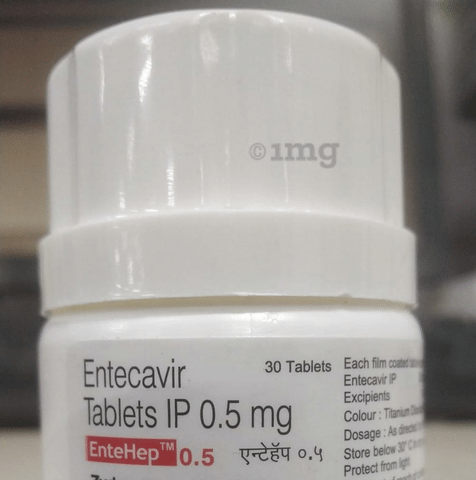 ©1mg
Entecavir
Tablets IP 0.5 mg
30 Tablets
EnteHep™ 0.5 एन्टेहॅप ०.५
Each film coated
Entecavir IP
Excipients
Colour : Titanium
Dosage : As directed
Store below 30° C
Protect from light